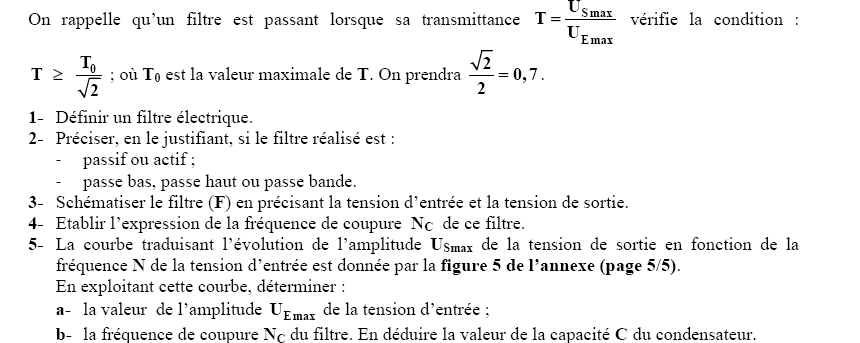 On rappelle qu'un filtre est passant lorsque sa transmittance T = U_Smax / U_Emax vérifie la condition :
T ≥ T₀/√2 ; où T₀ est la valeur maximale de T. On prendra √2/2 = 0,7.
1- Définir un filtre électrique.
2- Préciser, en le justifiant, si le filtre réalisé est :
- passif ou actif ;
- passe bas, passe haut ou passe bande.
3- Schématiser le filtre (F) en précisant la tension d'entrée et la tension de sortie.
4- Etablir l'expression de la fréquence de coupure N_C de ce filtre.
5- La courbe traduisant l'évolution de l'amplitude U_Smax de la tension de sortie en fonction de la
fréquence N de la tension d'entrée est donnée par la figure 5 de l'annexe (page 5/5).
En exploitant cette courbe, déterminer :
a- la valeur de l'amplitude U_Emax de la tension d'entrée ;
b- la fréquence de coupure N_C du filtre. En déduire la valeur de la capacité C du condensateur.